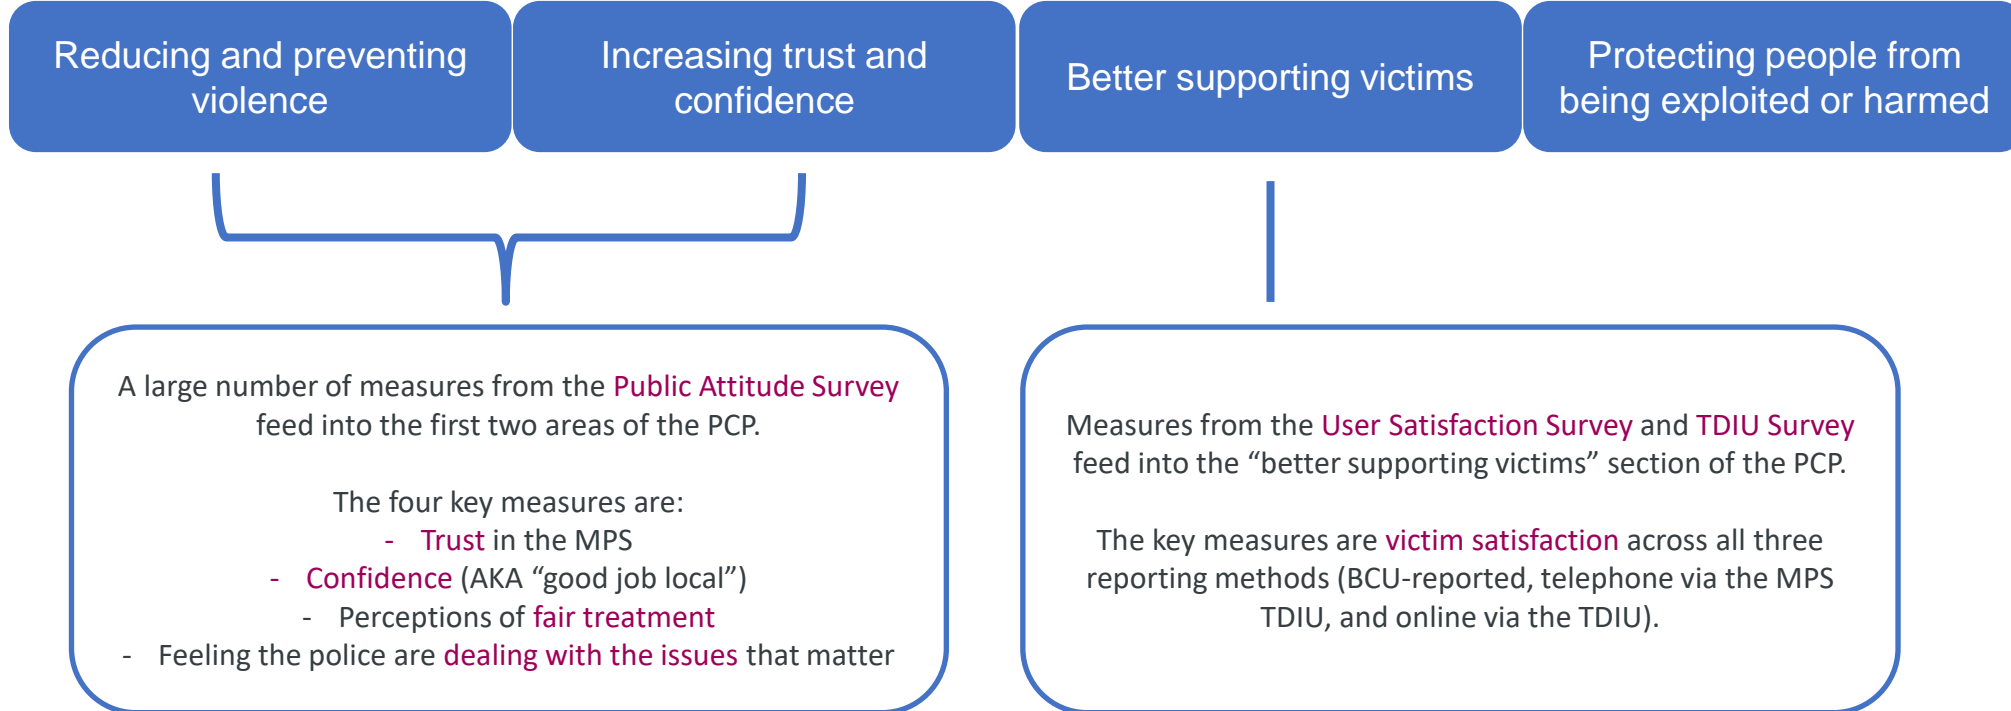 Reducing and preventing
violence
Increasing trust and
confidence
Better supporting victims
Protecting people from
being exploited or harmed
A large number of measures from the Public Attitude Survey
feed into the first two areas of the PCP.
The four key measures are:
- Trust in the MPS
- Confidence (AKA “good job local”)
- Perceptions of fair treatment
- Feeling the police are dealing with the issues that matter
Measures from the User Satisfaction Survey and TDIU Survey
feed into the “better supporting victims” section of the PCP.
The key measures are victim satisfaction across all three
reporting methods (BCU-reported, telephone via the MPS
TDIU, and online via the TDIU).